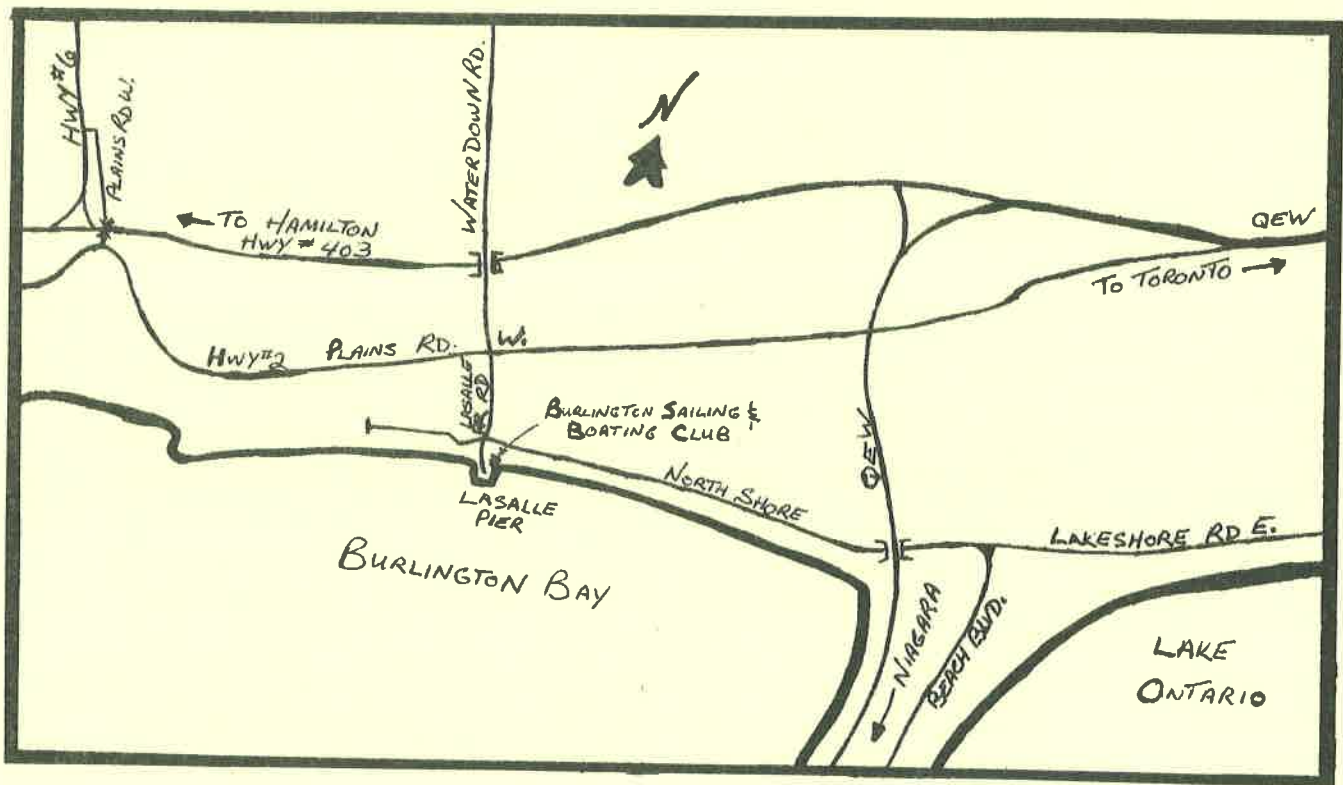 HWY #6
PLAINS RD W.
WATERDOWN RD.
N
← TO HAMILTON
HWY # 403
QEW
TO TORONTO →
HWY #2 PLAINS RD. W.
LASALLE
PR RD
BURLINGTON SAILING &
BOATING CLUB
QEW
NORTH SHORE
LASALLE
PIER
LAKESHORE RD E.
BURLINGTON BAY
← NIAGARA
BEACH BLVD.
LAKE
ONTARIO